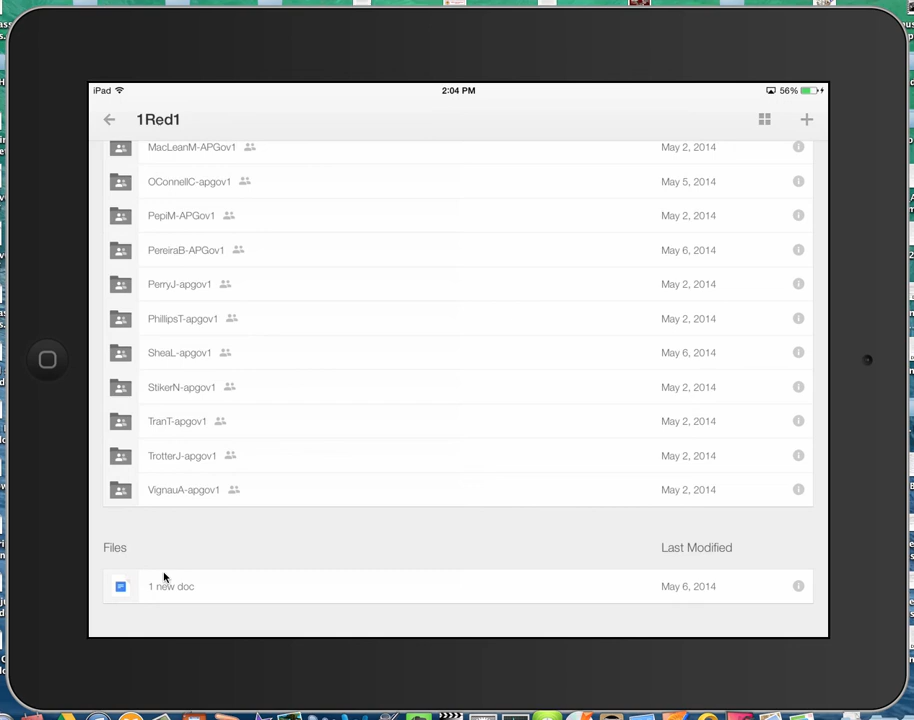 iPad 2:04 PM 56%
1Red1
MacLeanM-APGov1 May 2, 2014
OConnellC-apgov1 May 5, 2014
PepiM-APGov1 May 2, 2014
PereiraB-APGov1 May 6, 2014
PerryJ-apgov1 May 2, 2014
PhillipsT-apgov1 May 2, 2014
SheaL-apgov1 May 6, 2014
StikerN-apgov1 May 2, 2014
TranT-apgov1 May 2, 2014
TrotterJ-apgov1 May 2, 2014
VignauA-apgov1 May 2, 2014
Files Last Modified
1 new doc May 6, 2014